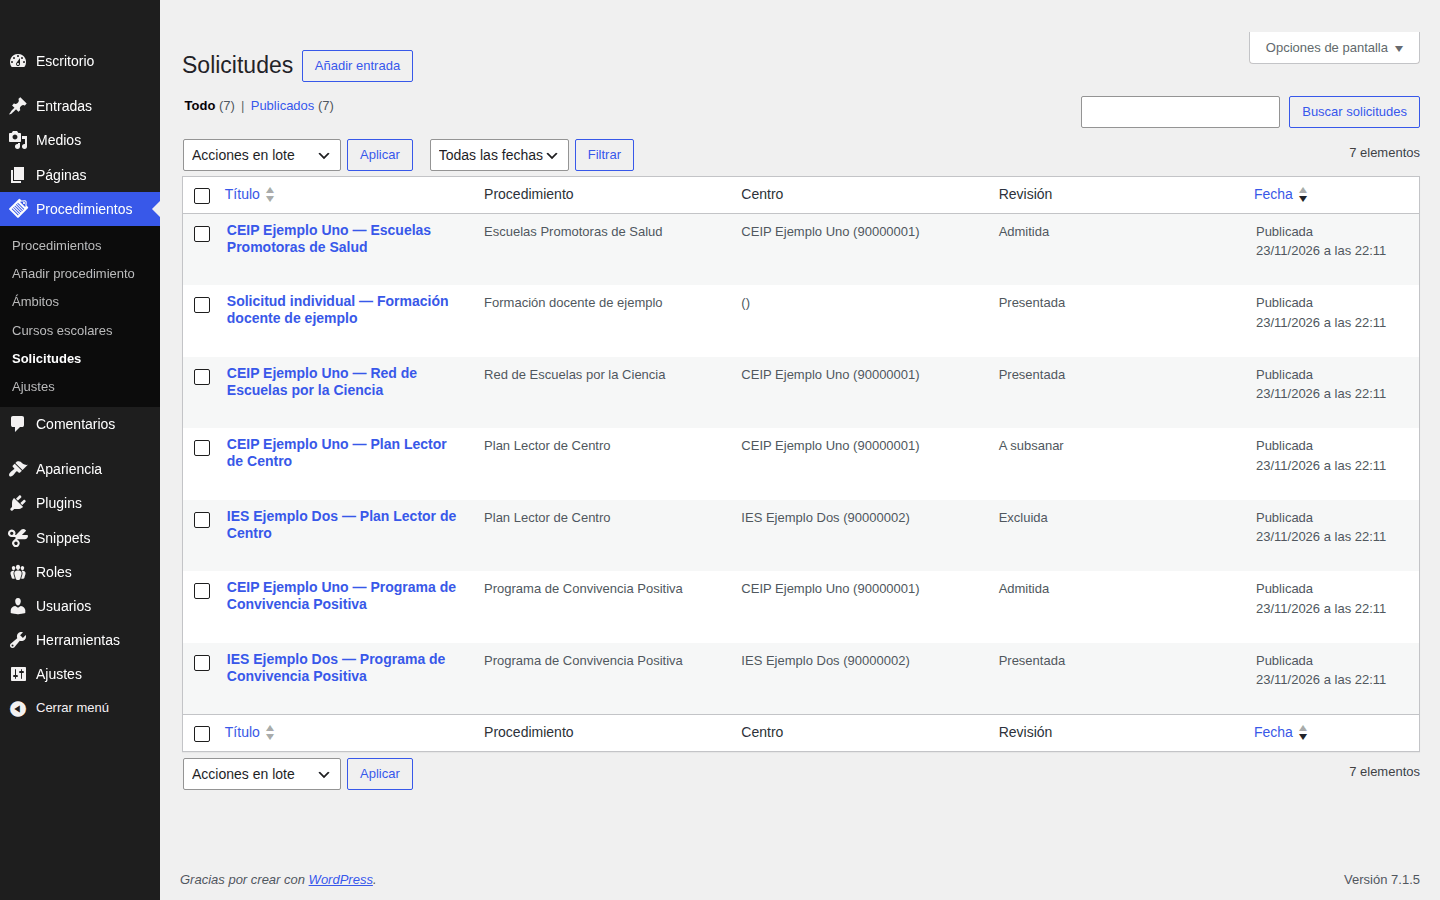 Escritorio
Entradas
Medios
Páginas
Procedimientos
Procedimientos
Añadir procedimiento
Ámbitos
Cursos escolares
Solicitudes
Ajustes
Comentarios
Apariencia
Plugins
Snippets
Roles
Usuarios
Herramientas
Ajustes
Cerrar menú
Opciones de pantalla
Solicitudes Añadir entrada
Todo (7) | Publicados (7)
Buscar solicitudes
Acciones en lote Aplicar Todas las fechas Filtrar 7 elementos
Título Procedimiento Centro Revisión Fecha
CEIP Ejemplo Uno — Escuelas Promotoras de Salud Escuelas Promotoras de Salud CEIP Ejemplo Uno (90000001) Admitida Publicada
23/11/2026 a las 22:11
Solicitud individual — Formación docente de ejemplo Formación docente de ejemplo () Presentada Publicada
23/11/2026 a las 22:11
CEIP Ejemplo Uno — Red de Escuelas por la Ciencia Red de Escuelas por la Ciencia CEIP Ejemplo Uno (90000001) Presentada Publicada
23/11/2026 a las 22:11
CEIP Ejemplo Uno — Plan Lector de Centro Plan Lector de Centro CEIP Ejemplo Uno (90000001) A subsanar Publicada
23/11/2026 a las 22:11
IES Ejemplo Dos — Plan Lector de Centro Plan Lector de Centro IES Ejemplo Dos (90000002) Excluida Publicada
23/11/2026 a las 22:11
CEIP Ejemplo Uno — Programa de Convivencia Positiva Programa de Convivencia Positiva CEIP Ejemplo Uno (90000001) Admitida Publicada
23/11/2026 a las 22:11
IES Ejemplo Dos — Programa de Convivencia Positiva Programa de Convivencia Positiva IES Ejemplo Dos (90000002) Presentada Publicada
23/11/2026 a las 22:11
Título Procedimiento Centro Revisión Fecha
Acciones en lote Aplicar 7 elementos
Gracias por crear con WordPress. Versión 7.1.5